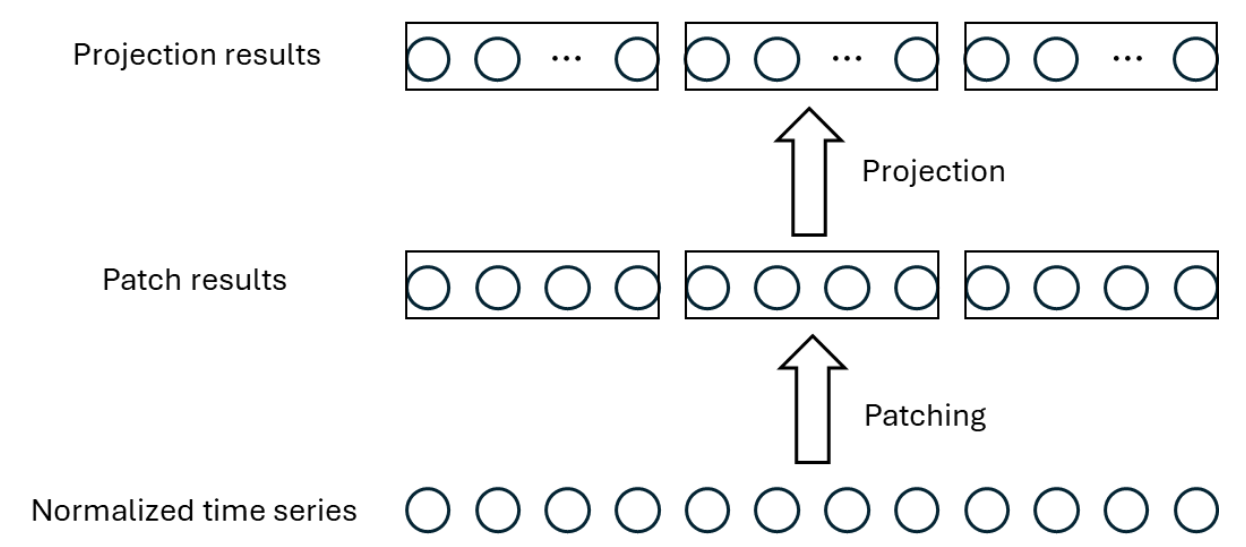 Projection results
... ... ...
Projection
Patch results
Patching
Normalized time series